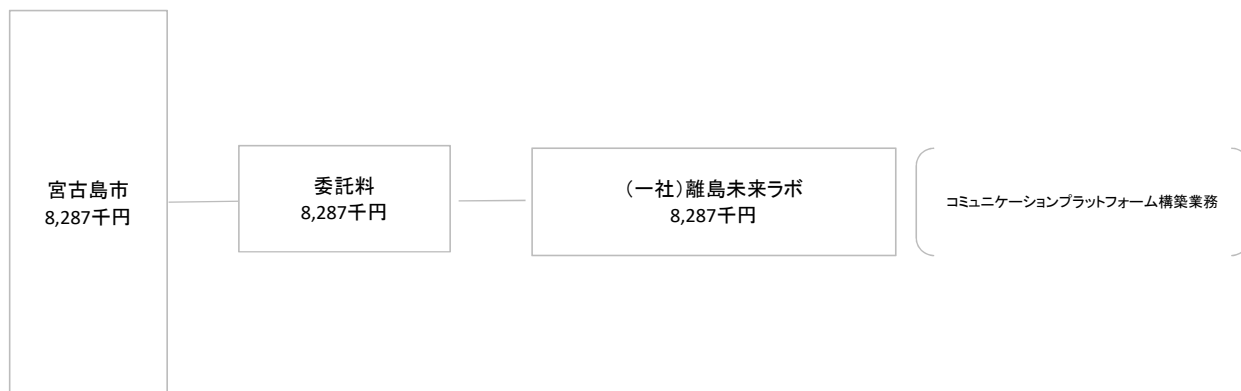 宮古島市
8,287千円
委託料
8,287千円
(一社)離島未来ラボ
8,287千円
コミュニケーションプラットフォーム構築業務